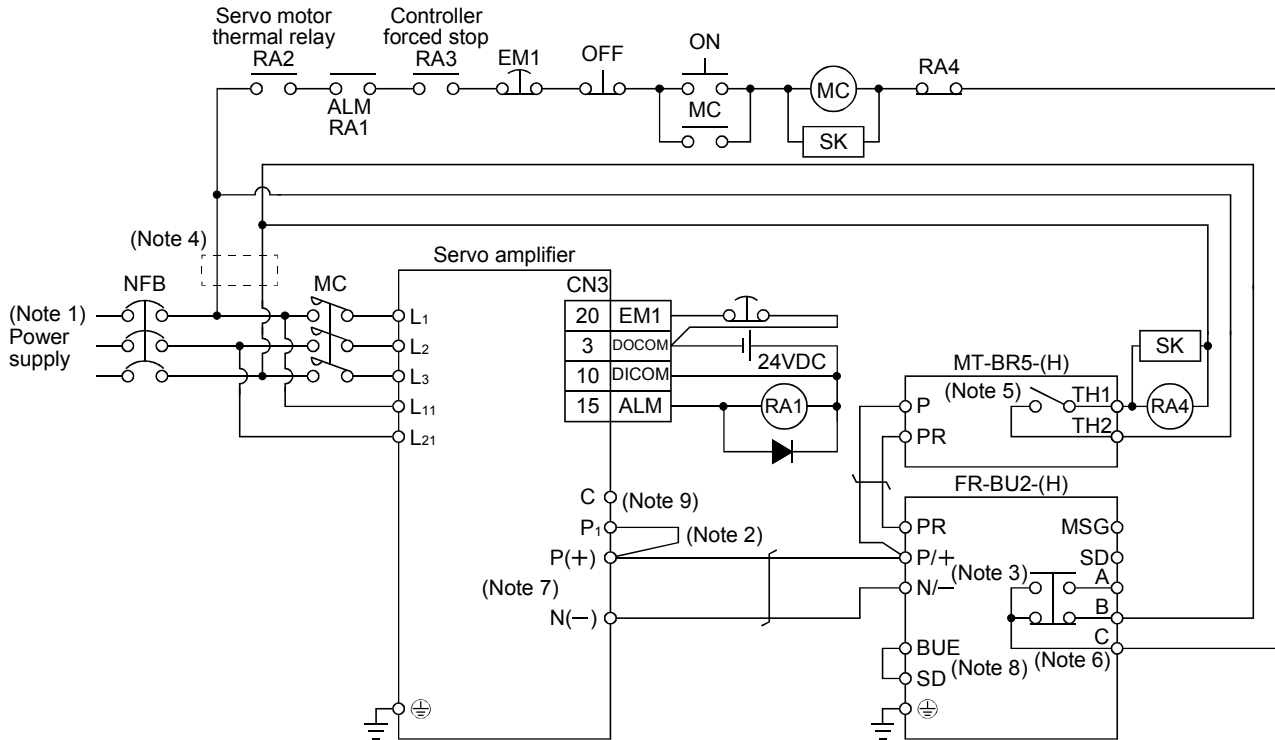 Servo motor
thermal relay
RA2
Controller
forced stop
RA3
EM1
OFF
ON
MC
MC
SK
RA4
ALM
RA1
(Note 4)
NFB
MC
(Note 1)
Power
supply
Servo amplifier
L1
L2
L3
L11
L21
CN3
20 EM1
3 DOCOM
10 DICOM
15 ALM
24VDC
RA1
C (Note 9)
P1
(Note 2)
P(+)
(Note 7)
N(−)
MT-BR5-(H)
(Note 5)
P
PR
TH1
TH2
SK
RA4
FR-BU2-(H)
PR
P/+
N/−
BUE
SD
MSG
SD
(Note 3)
A
B
C
(Note 8)
(Note 6)